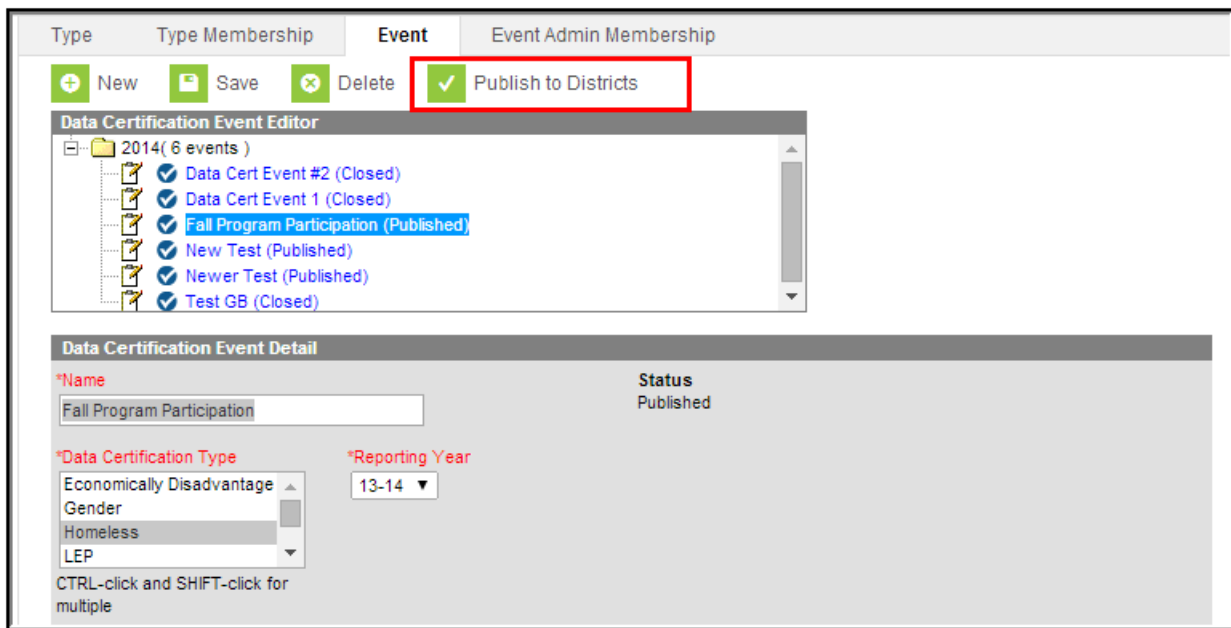 Type Type Membership Event Event Admin Membership
New Save Delete Publish to Districts
Data Certification Event Editor
2014( 6 events )
Data Cert Event #2 (Closed)
Data Cert Event 1 (Closed)
Fall Program Participation (Published)
New Test (Published)
Newer Test (Published)
Test GB (Closed)
Data Certification Event Detail
*Name Status
Fall Program Participation Published
*Data Certification Type *Reporting Year
Economically Disadvantage 13-14
Gender
Homeless
LEP
CTRL-click and SHIFT-click for
multiple